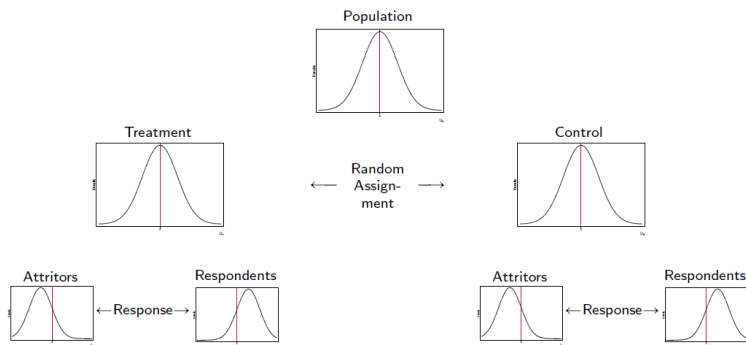 Population
Treatment
Control
Random
Assign-
ment
Attritors
Respondents
Response
Attritors
Respondents
Response